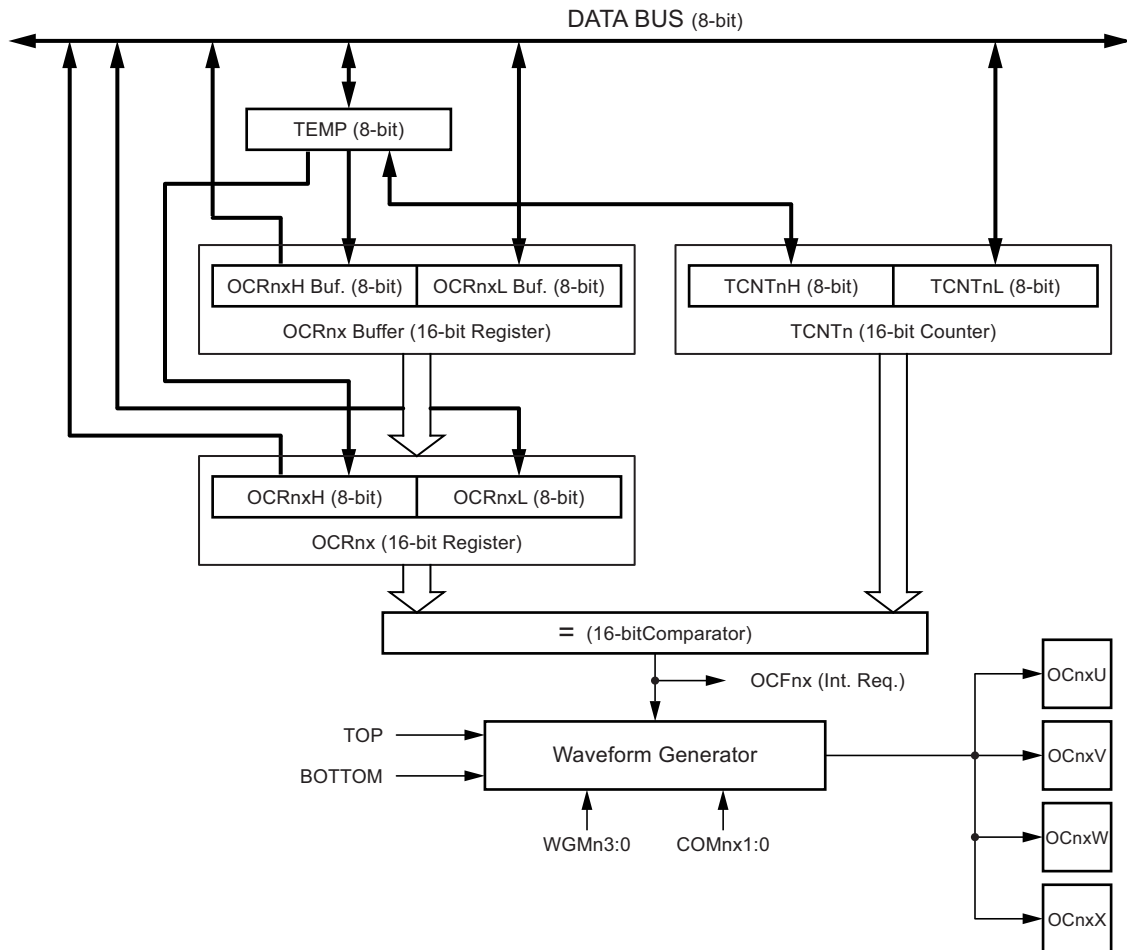 DATA BUS (8-bit)
TEMP (8-bit)
OCRnxH Buf. (8-bit)
OCRnxL Buf. (8-bit)
OCRnx Buffer (16-bit Register)
TCNTnH (8-bit)
TCNTnL (8-bit)
TCNTn (16-bit Counter)
OCRnxH (8-bit)
OCRnxL (8-bit)
OCRnx (16-bit Register)
= (16-bitComparator)
OCFnx (Int. Req.)
TOP
BOTTOM
Waveform Generator
WGMn3:0
COMnx1:0
OCnxU
OCnxV
OCnxW
OCnxX